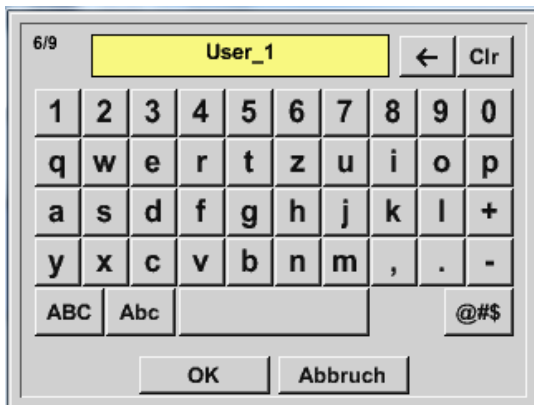 6/9 User_1 ← Clr
1 2 3 4 5 6 7 8 9 0
q w e r t z u i o p
a s d f g h j k l +
y x c v b n m , . -
ABC Abc @#$
OK Abbruch